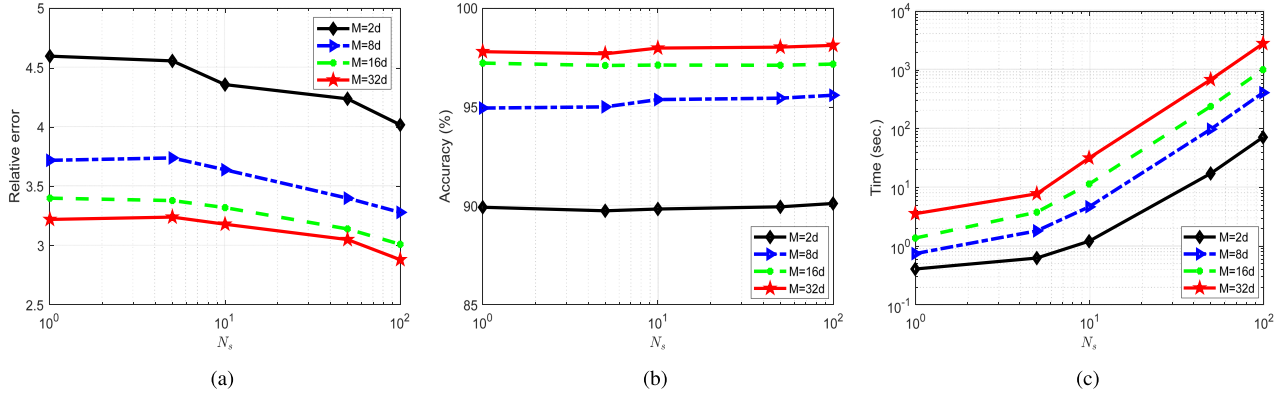 5
4.5
4
3.5
3
2.5
Relative error
10^0
10^1
10^2
N_s
M=2d
M=8d
M=16d
M=32d
(a)
100
95
90
85
Accuracy (%)
10^0
10^1
10^2
N_s
M=2d
M=8d
M=16d
M=32d
(b)
10^4
10^3
10^2
10^1
10^0
10^-1
Time (sec.)
10^0
10^1
10^2
N_s
M=2d
M=8d
M=16d
M=32d
(c)